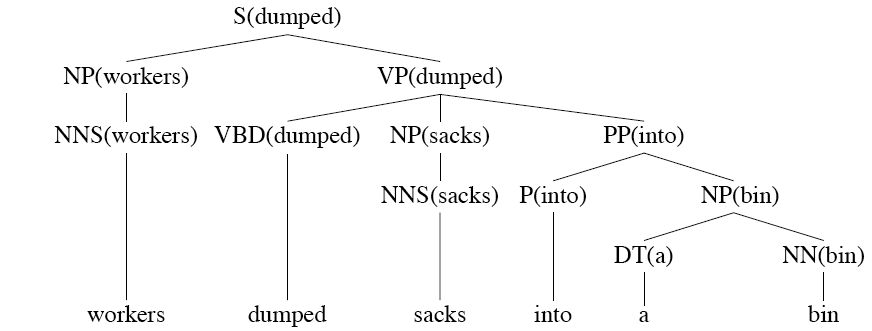 S(dumped)
NP(workers) VP(dumped)
NNS(workers) VBD(dumped) NP(sacks) PP(into)
NNS(sacks) P(into) NP(bin)
DT(a) NN(bin)
workers dumped sacks into a bin